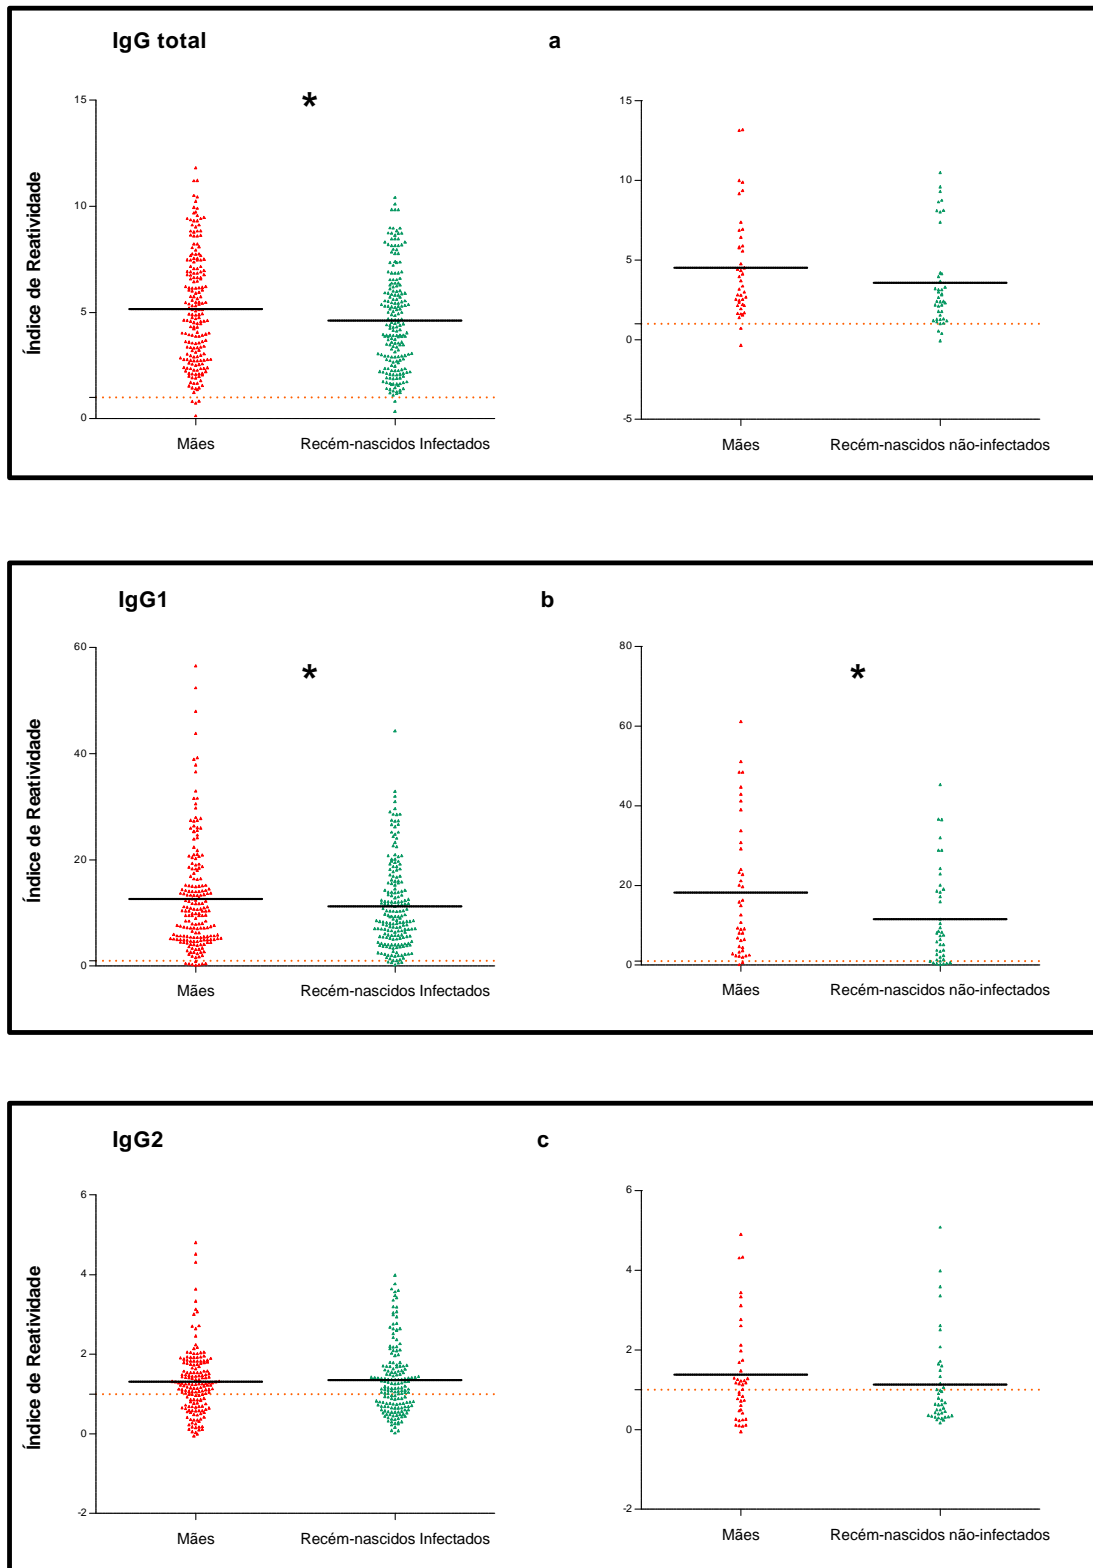 IgG total
a
*
Índice de Reatividade
15
10
5
0
Mães
Recém-nascidos Infectados
15
10
5
0
-5
Mães
Recém-nascidos não-infectados
IgG1
b
*
*
Índice de Reatividade
60
40
20
0
Mães
Recém-nascidos Infectados
80
60
40
20
0
Mães
Recém-nascidos não-infectados
IgG2
c
Índice de Reatividade
6
4
2
0
-2
Mães
Recém-nascidos Infectados
6
4
2
0
-2
Mães
Recém-nascidos não-infectados